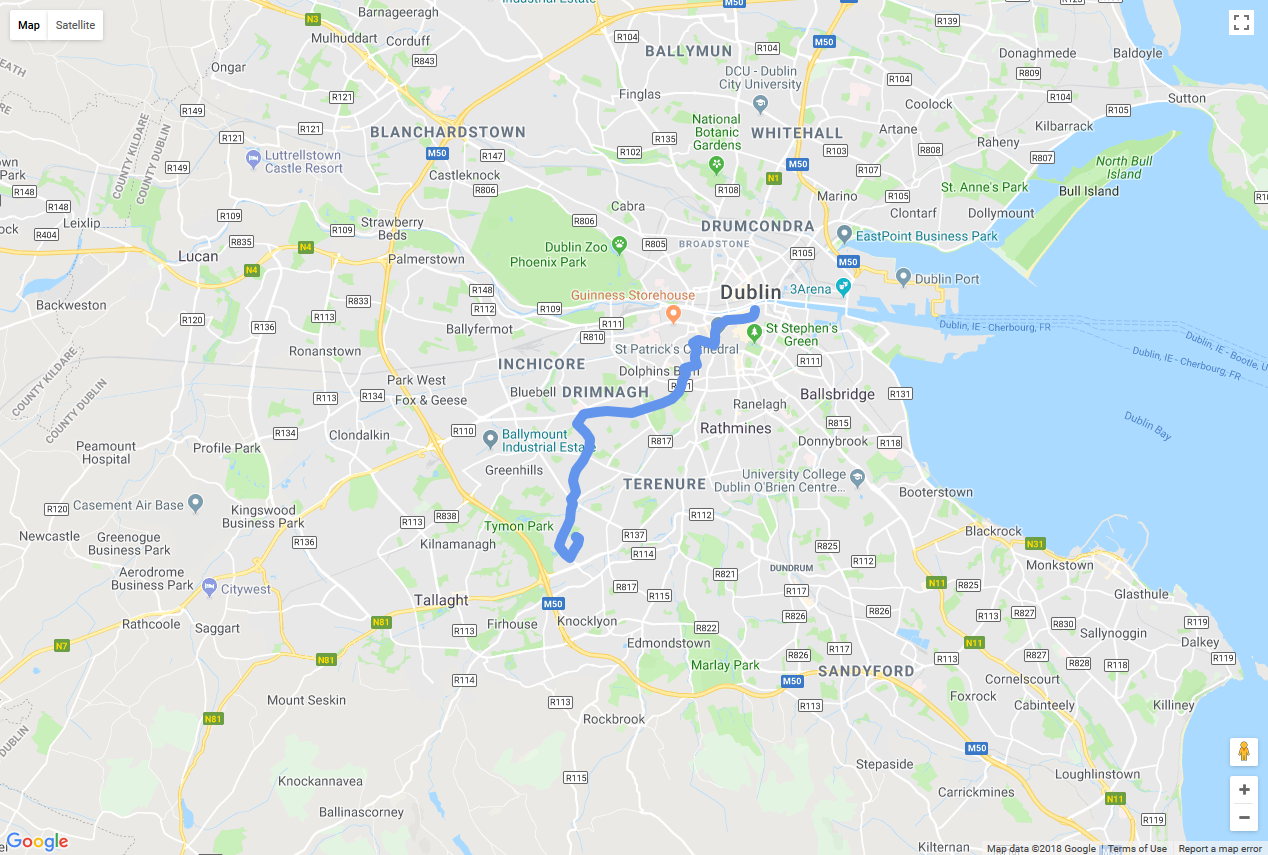 Map
Satellite
Barnageeragh
Industrial Estate
M50
N3
Mulhuddart
Corduff
R104
BALLYMUN
R104
M50
R139
Donaghmede
Baldoyle
R843
Ongar
DCU - Dublin
City University
R104
R809
R121
Finglas
R104
Sutton
R149
Coolock
R105
COUNTY KILDARE
COUNTY DUBLIN
R121
R121
BLANCHARDSTOWN
National
Botanic
Gardens
WHITEHALL
Artane
Kilbarrack
R135
Raheny
M50
R147
R102
R103
R808
R807
Luttrellstown
Castle Resort
R149
M50
R107
North Bull
Island
Castleknock
N1
R148
R806
R108
St. Anne's Park
Bull Island
R148
Cabra
Marino
R105
Leixlip
R109
Strawberry
Beds
R806
DRUMCONDRA
Clontarf
Dollymount
R404
R835
R109
BROADSTONE
EastPoint Business Park
N4
Dublin Zoo
R805
Lucan
Palmerstown
Phoenix Park
R105
M50
N4
Dublin Port
R148
Guinness Storehouse
Dublin
3Arena
Backweston
R833
R112
R109
R120
R113
R111
St Stephen's
Green
Dublin, IE - Cherbourg, FR
R136
Ballyfermot
R810
Dublin, IE - Bootle, U
Ronanstown
St Patrick's Cathedral
Dublin, IE - Cherbourg, FR
COUNTY KILDARE
COUNTY DUBLIN
INCHICORE
R111
Park West
Dolphins B
Bluebell
DRIMNAGH
Ballsbridge
R131
R113
R134
Fox & Geese
Ranelagh
Clondalkin
R134
R110
Ballymount
Industrial Estate
Rathmines
R815
Dublin Bay
Peamount
Hospital
Profile Park
R817
Donnybrook
R118
Greenhills
University College
Dublin O'Brien Centre...
TERENURE
Booterstown
R120
Casement Air Base
Kingswood
Business Park
R838
R113
Tymon Park
R112
Blackrock
Newcastle
Greenogue
Business Park
R136
Kilnamanagh
R137
R114
R825
N31
Monkstown
Aerodrome
Business Park
R112
DUNDRUM
R821
Citywest
R817
R115
R117
N11
R825
Glasthule
Tallaght
M50
R826
R826
R113
R827
Rathcoole
Saggart
N81
R113
Firhouse
Knocklyon
R822
R830
R119
Sallynoggin
Dalkey
N7
Edmondstown
R117
N11
N81
R826
R113
R827
R828
R118
R119
Marlay Park
SANDYFORD
R114
M50
Cornelscourt
Mount Seskin
R113
R113
Foxrock
Cabinteely
Killiney
N81
Rockbrook
DUBLIN
M50
Stepaside
Knockannavea
R115
Loughlinstown
Carrickmines
N11
Ballinascorney
R119
Google
Kilternan
Map data ©2018 Google
Terms of Use
Report a map error